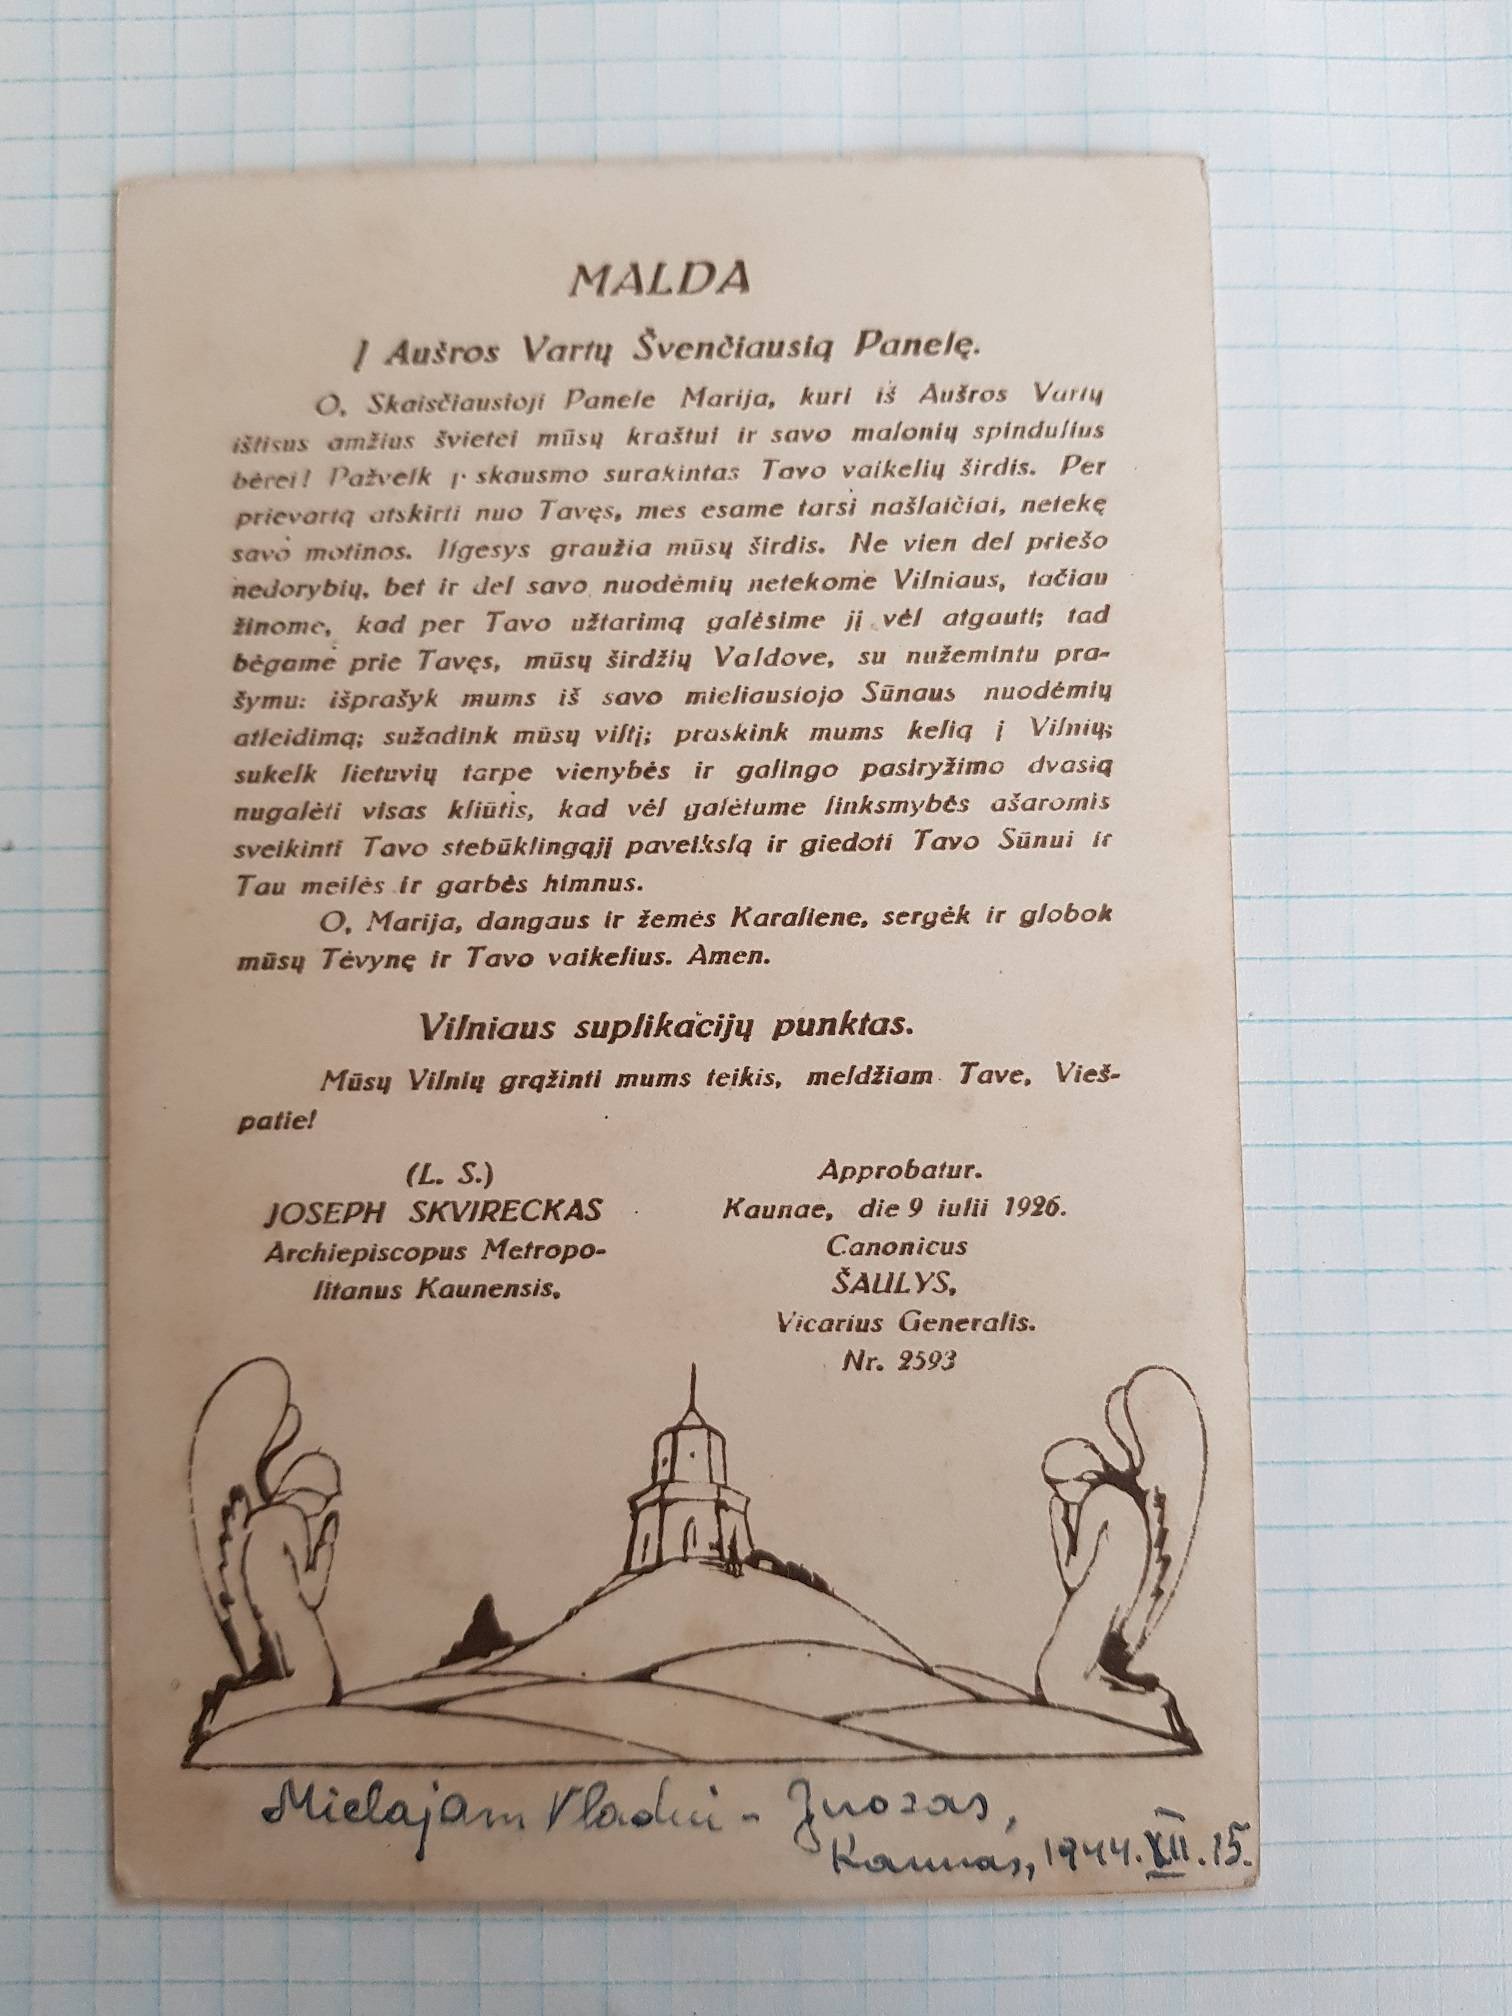 MALDA
Į Aušros Vartų Švenčiausią Panelę.
O, Skaisčiausioji Panele Marija, kuri iš Aušros Vartų
ištisus amžius švietei mūsų kraštui ir savo malonių spindulius
bėrei! Pažvelk į skausmo surakintas Tavo vaikelių širdis. Per
prievartą atskirti nuo Tavęs, mes esame tarsi našlaičiai, netekę
savo motinos. Ilgesys graužia mūsų širdis. Ne vien del priešo
nedorybių, bet ir del savo nuodėmių netekome Vilniaus, tačiau
žinome, kad per Tavo užtarimą galėsime jį vėl atgauti; tad
bėgame prie Tavęs, mūsų širdžių Valdove, su nužemintu pra-
šymu: išprašyk mums iš savo mieliausiojo Sūnaus nuodėmių
atleidimą; sužadink mūsų viltį; praskink mums kelią į Vilnių;
sukelk lietuvių tarpe vienybės ir galingo pasiryžimo dvasią
nugalėti visas kliūtis, kad vėl galėtume linksmybės ašaromis
sveikinti Tavo stebūklingąjį paveikslą ir giedoti Tavo Sūnui ir
Tau meilės ir garbės himnus.
O, Marija, dangaus ir žemės Karaliene, sergėk ir globok
mūsų Tėvynę ir Tavo vaikelius. Amen.
Vilniaus suplikacijų punktas.
Mūsų Vilnių grąžinti mums teikis, meldžiam Tave, Vieš-
patie!
(L. S.)
JOSEPH SKVIRECKAS
Archiepiscopus Metropo-
litanus Kaunensis,
Approbatur.
Kaunae, die 9 iulii 1926.
Canonicus
ŠAULYS,
Vicarius Generalis.
Nr. 2593
Mielajam Vladui - Juozas,
Kaunas, 1944.XII.15.